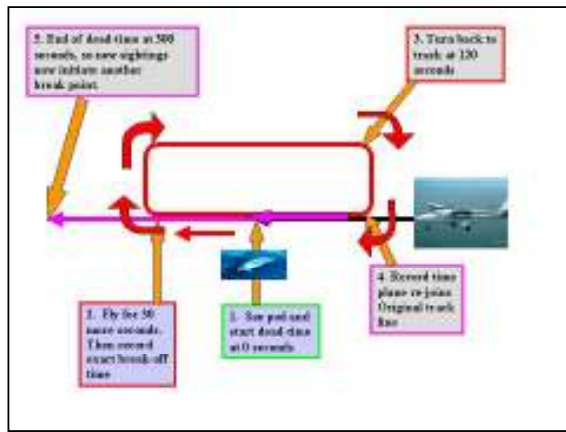 5. End of dead-time at 300
seconds, so new sightings
now initiate another
break point.
3. Turn back to
track at 120
seconds
4. Record time
plane re-joins
Original track
line
2. Fly for 30
more seconds.
Then record
exact break off
time
1. See pod and
start dead-time
at 0 seconds